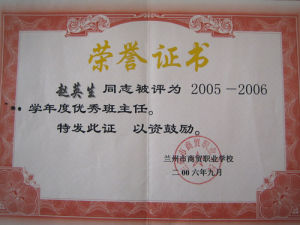 荣誉证书
赵英生 同志被评为 2005－2006
学年度优秀班主任。
特发此证 以资鼓励。
兰州市商贸职业学校
二00六年九月